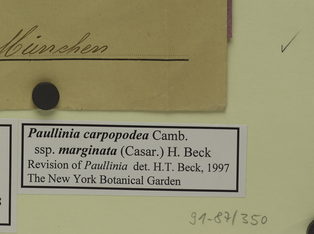 München
Paullinia carpopodea Camb.
ssp. marginata (Casar.) H. Beck
Revision of Paullinia det. H.T. Beck, 1997
The New York Botanical Garden
91-87/350